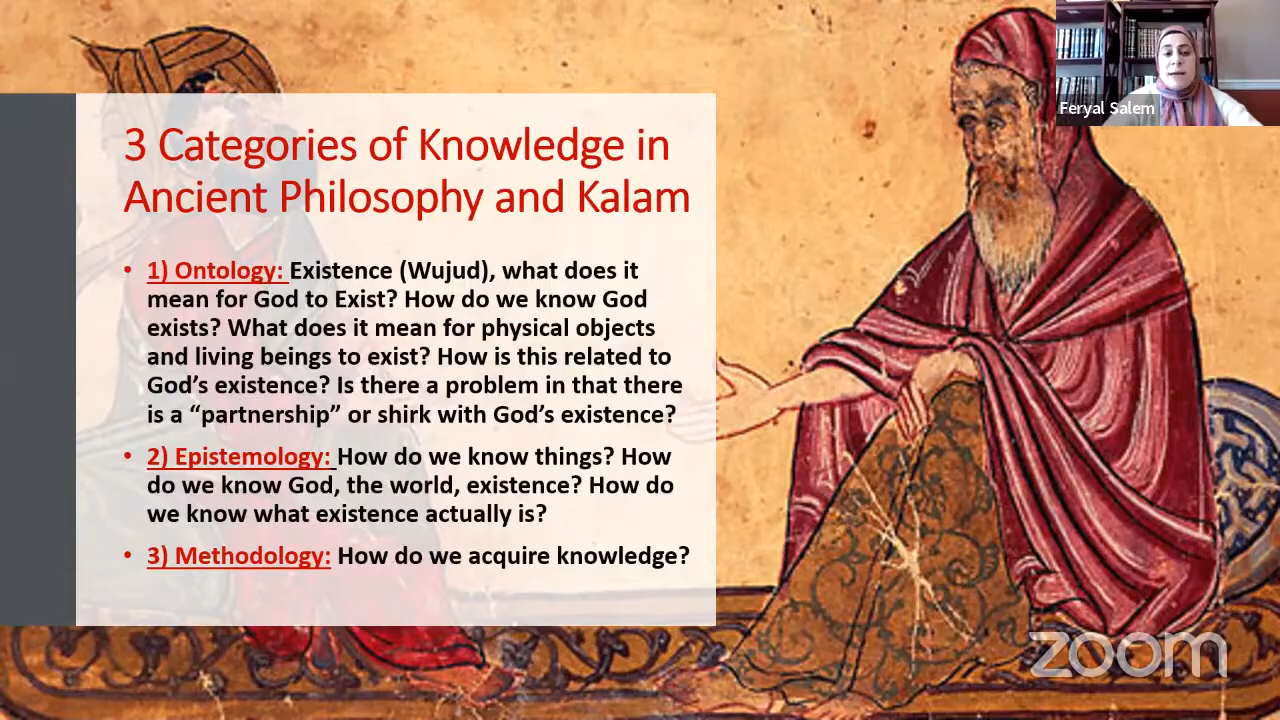 Feryal Salem
3 Categories of Knowledge in
Ancient Philosophy and Kalam
• 1) Ontology: Existence (Wujud), what does it
mean for God to Exist? How do we know God
exists? What does it mean for physical objects
and living beings to exist? How is this related to
God’s existence? Is there a problem in that there
is a “partnership” or shirk with God’s existence?
• 2) Epistemology: How do we know things? How
do we know God, the world, existence? How do
we know what existence actually is?
• 3) Methodology: How do we acquire knowledge?
zoom